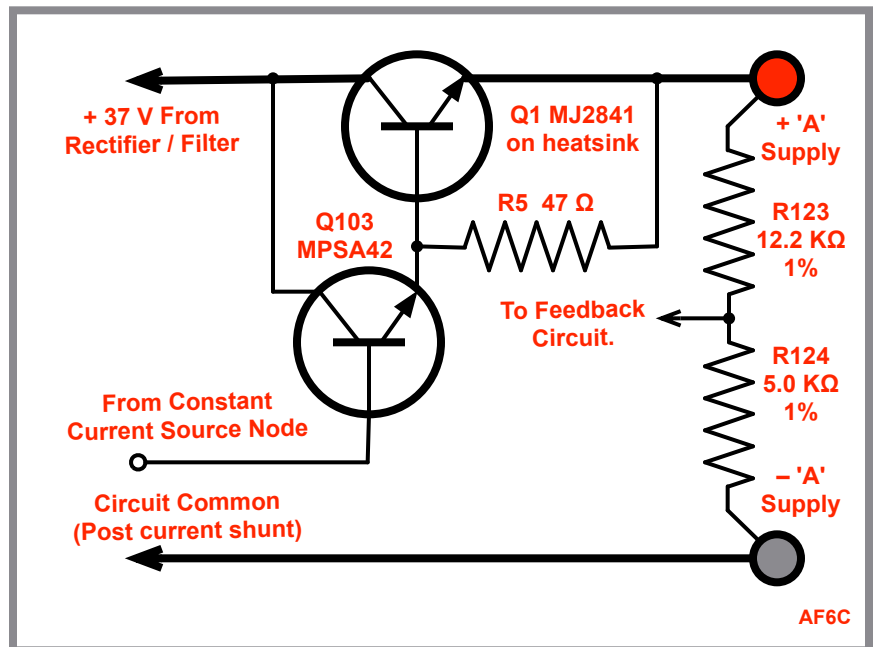 + 37 V From
Rectifier / Filter
Q1 MJ2841
on heatsink
+ 'A'
Supply
R5 47 Ω
Q103
MPSA42
R123
12.2 KΩ
1%
To Feedback
Circuit.
R124
5.0 KΩ
1%
From Constant
Current Source Node
– 'A'
Supply
Circuit Common
(Post current shunt)
AF6C